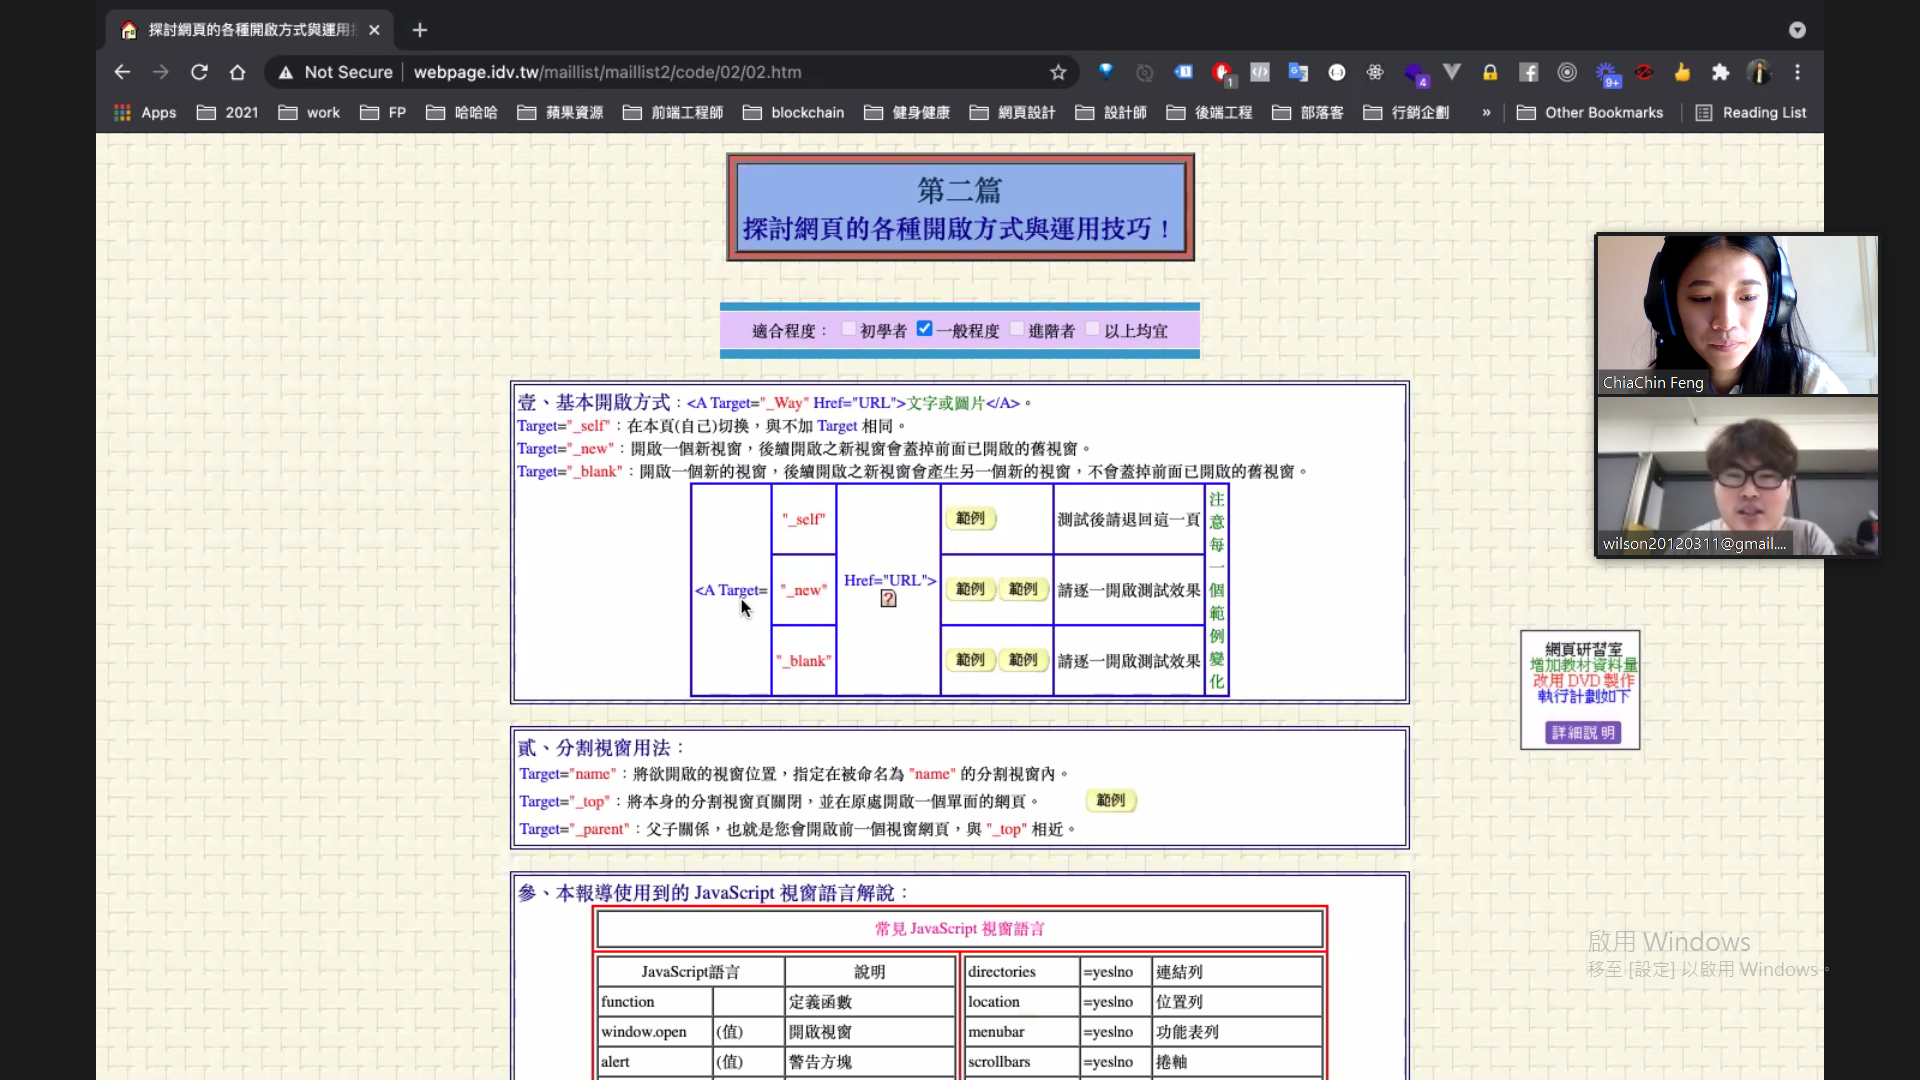 探討網頁的各種開啟方式與運用
Not Secure
webpage.idv.tw/maillist/maillist2/code/02/02.htm
1
4
9+
Apps
2021
work
FP
哈哈哈
蘋果資源
前端工程師
blockchain
健身健康
網頁設計
設計師
後端工程
部落客
行銷企劃
»
Other Bookmarks
Reading List
第二篇
探討網頁的各種開啟方式與運用技巧！
適合程度： 初學者 一般程度 進階者 以上均宜
ChiaChin Feng
wilson20120311@gmail....
壹、基本開啟方式：<A Target="_Way" Href="URL">文字或圖片</A>。
Target="_self"：在本頁(自己)切換，與不加 Target 相同。
Target="_new"：開啟一個新視窗，後續開啟之新視窗會蓋掉前面已開啟的舊視窗。
Target="_blank"：開啟一個新的視窗，後續開啟之新視窗會產生另一個新的視窗，不會蓋掉前面已開啟的舊視窗。
<A Target=
"_self"
Href="URL">
範例
測試後請退回這一頁
注意每一個範例變化
"_new"
範例 範例
請逐一開啟測試效果
"_blank"
範例 範例
請逐一開啟測試效果
網頁研習室
增加教材資料量
改用 DVD 製作
執行計劃如下
詳細說明
貳、分割視窗用法：
Target="name"：將欲開啟的視窗位置，指定在被命名為 "name" 的分割視窗內。
Target="_top"：將本身的分割視窗頁關閉，並在原處開啟一個單面的網頁。 範例
Target="_parent"：父子關係，也就是您會開啟前一個視窗網頁，與 "_top" 相近。
參、本報導使用到的 JavaScript 視窗語言解說：
常見 JavaScript 視窗語言
JavaScript語言 說明 directories =yes|no 連結列
function 定義函數 location =yes|no 位置列
window.open (值) 開啟視窗 menubar =yes|no 功能表列
alert (值) 警告方塊 scrollbars =yes|no 捲軸
啟用 Windows
移至 [設定] 以啟用 Windows。